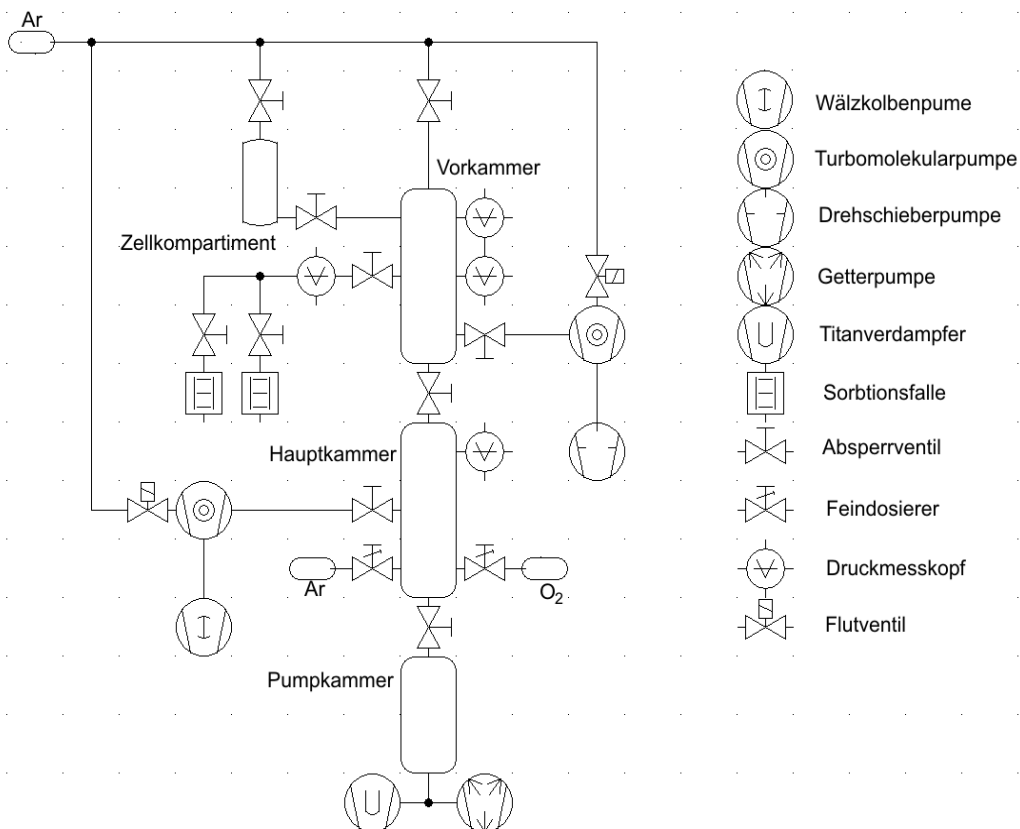 Ar
Vorkammer
Zellkompartiment
Hauptkammer
Ar
O2
Pumpkammer
Wälzkolbenpume
Turbomolekularpumpe
Drehschieberpumpe
Getterpumpe
Titanverdampfer
Sorbtionsfalle
Absperrventil
Feindosierer
Druckmesskopf
Flutventil